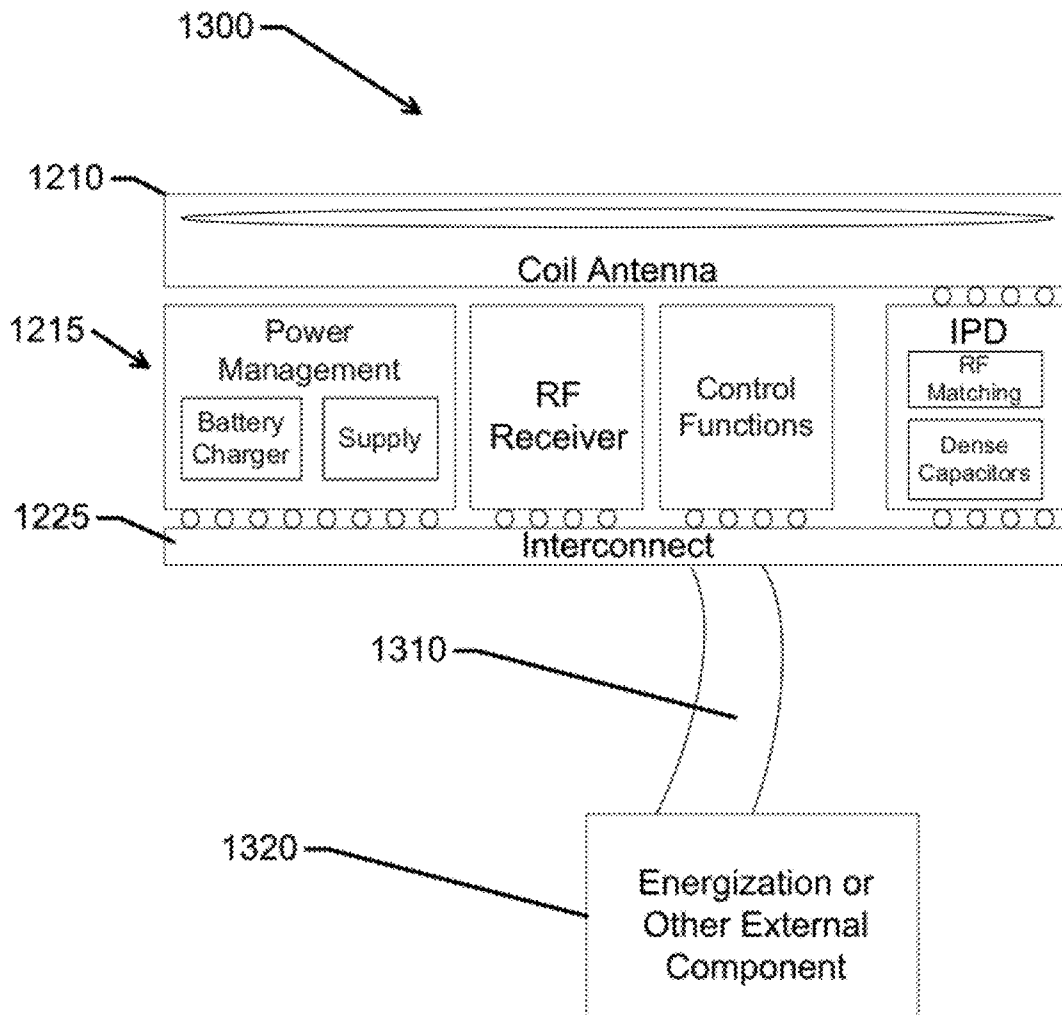 1300
1210
Coil Antenna
1215
Power
Management
Battery
Charger
Supply
RF
Receiver
Control
Functions
IPD
RF
Matching
Dense
Capacitors
1225
Interconnect
1310
1320
Energization or
Other External
Component